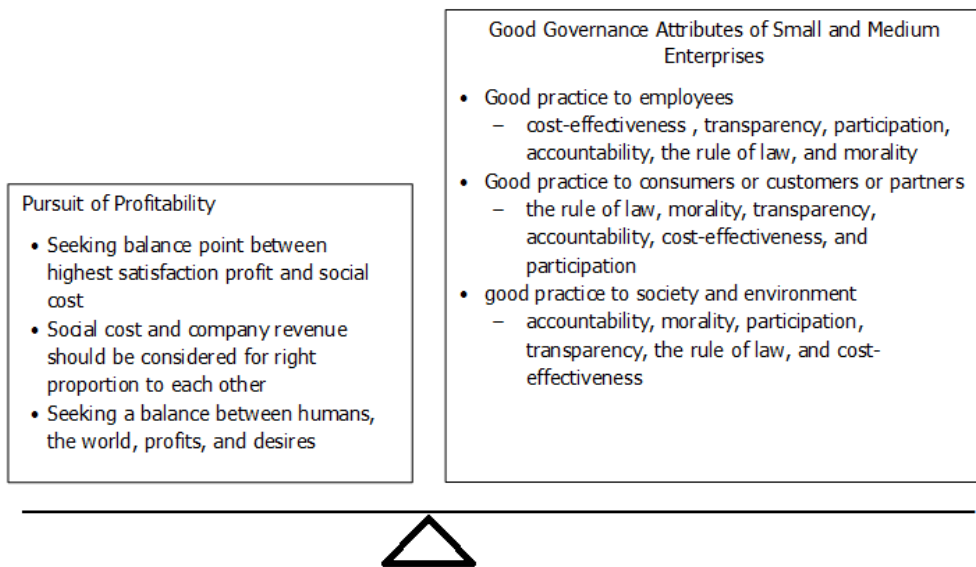 Pursuit of Profitability
• Seeking balance point between
highest satisfaction profit and social
cost
• Social cost and company revenue
should be considered for right
proportion to each other
• Seeking a balance between humans,
the world, profits, and desires
Good Governance Attributes of Small and Medium
Enterprises
• Good practice to employees
– cost-effectiveness , transparency, participation,
accountability, the rule of law, and morality
• Good practice to consumers or customers or partners
– the rule of law, morality, transparency,
accountability, cost-effectiveness, and
participation
• good practice to society and environment
– accountability, morality, participation,
transparency, the rule of law, and cost-
effectiveness